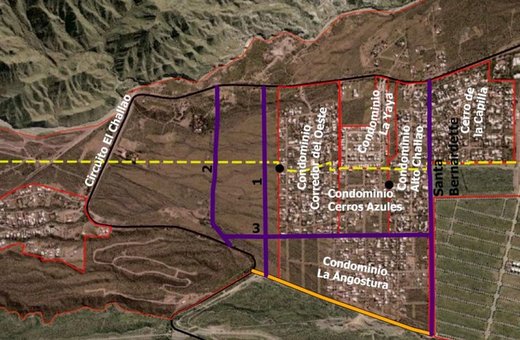 Circuito El Challao
2
1
3
Condominio
Corredor del Oeste
Condominio
La Yaya
Condominio
Alto Challao
Santa
Bernardette
Cerro de
la Capilla
Condominio
Cerros Azules
Condominio
La Angostura